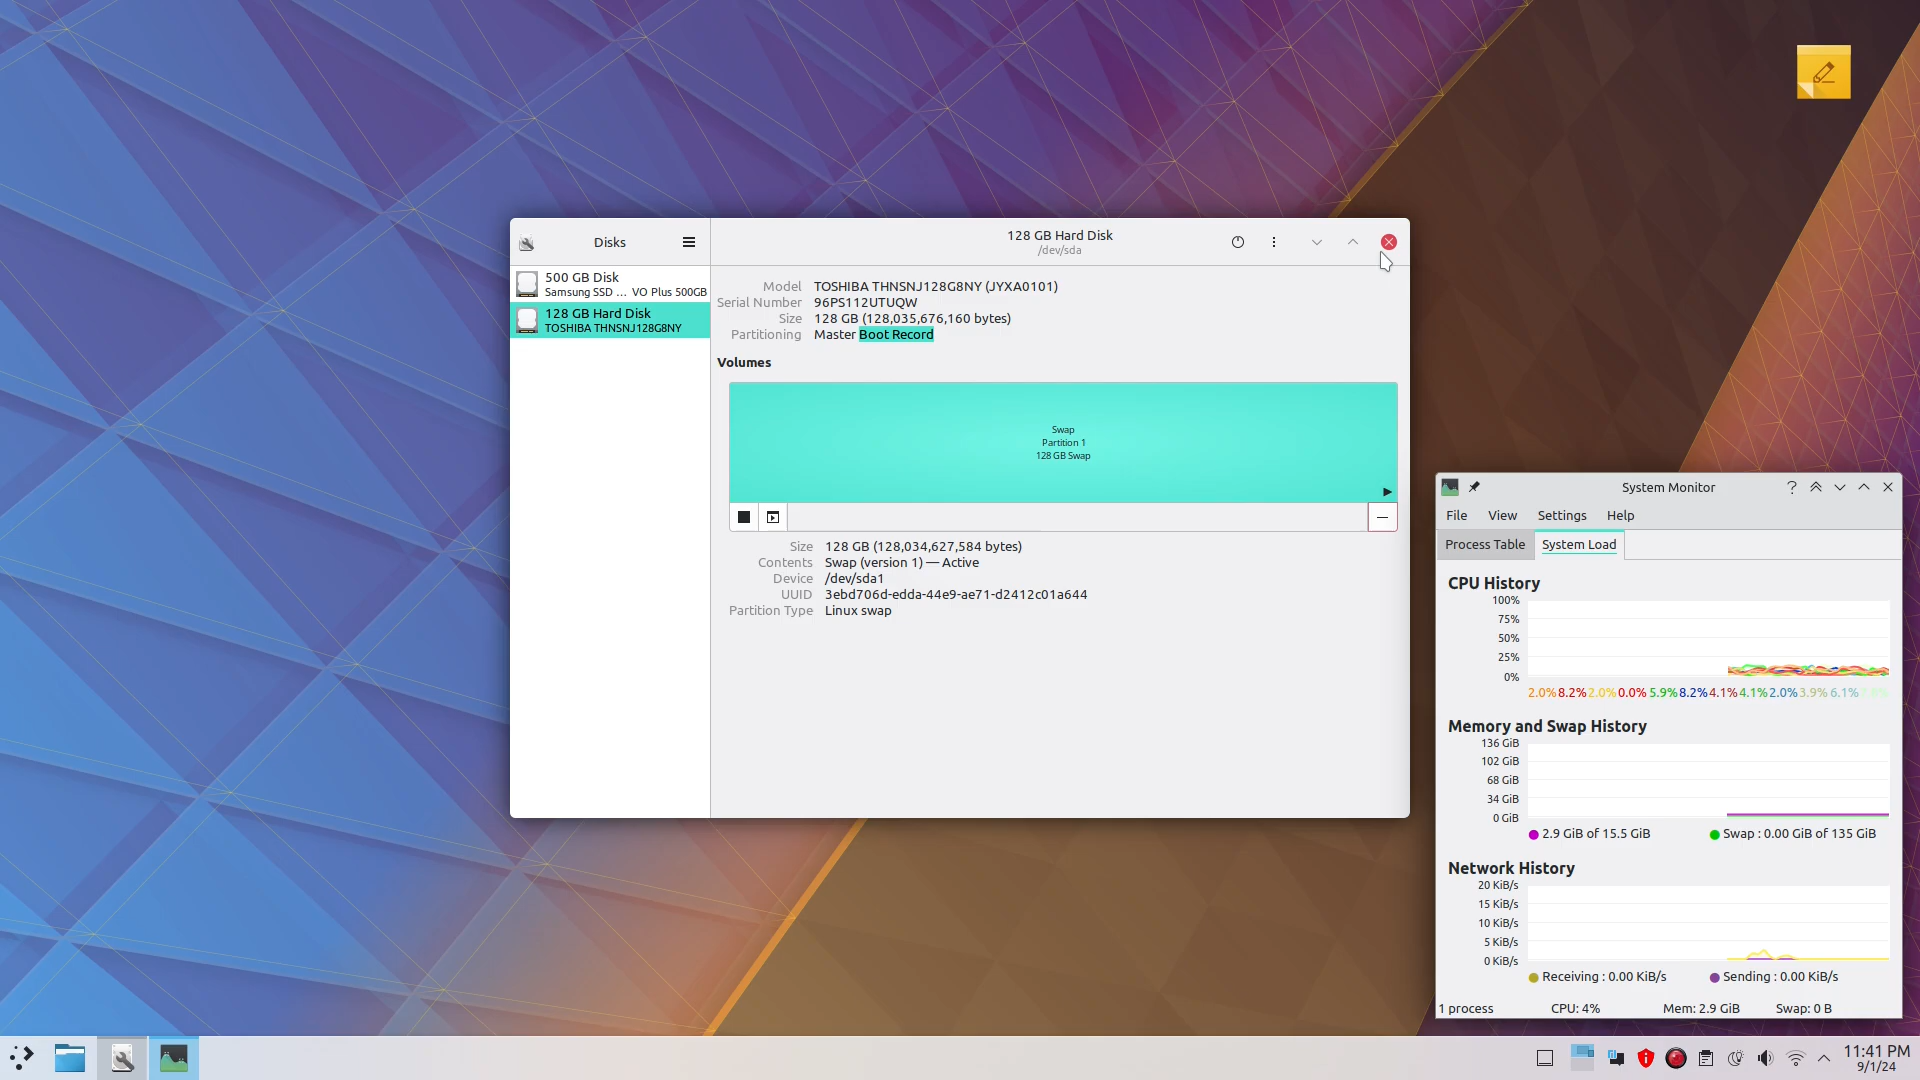 Disks
128 GB Hard Disk
/dev/sda
500 GB Disk
Samsung SSD ... VO Plus 500GB
128 GB Hard Disk
TOSHIBA THNSNJ128G8NY
Model TOSHIBA THNSNJ128G8NY (JYXA0101)
Serial Number 96PS112UTUQW
Size 128 GB (128,035,676,160 bytes)
Partitioning Master Boot Record
Volumes
Swap
Partition 1
128 GB Swap
Size 128 GB (128,034,627,584 bytes)
Contents Swap (version 1) — Active
Device /dev/sda1
UUID 3ebd706d-edda-44e9-ae71-d2412c01a644
Partition Type Linux swap
System Monitor
File View Settings Help
Process Table System Load
CPU History
100%
75%
50%
25%
0%
2.0% 8.2% 2.0% 0.0% 5.9% 8.2% 4.1% 4.1% 2.0% 3.9% 6.1%
Memory and Swap History
136 GiB
102 GiB
68 GiB
34 GiB
0 GiB
2.9 GiB of 15.5 GiB Swap : 0.00 GiB of 135 GiB
Network History
20 KiB/s
15 KiB/s
10 KiB/s
5 KiB/s
0 KiB/s
Receiving : 0.00 KiB/s Sending : 0.00 KiB/s
1 process CPU: 4% Mem: 2.9 GiB Swap: 0 B
11:41 PM
9/1/24